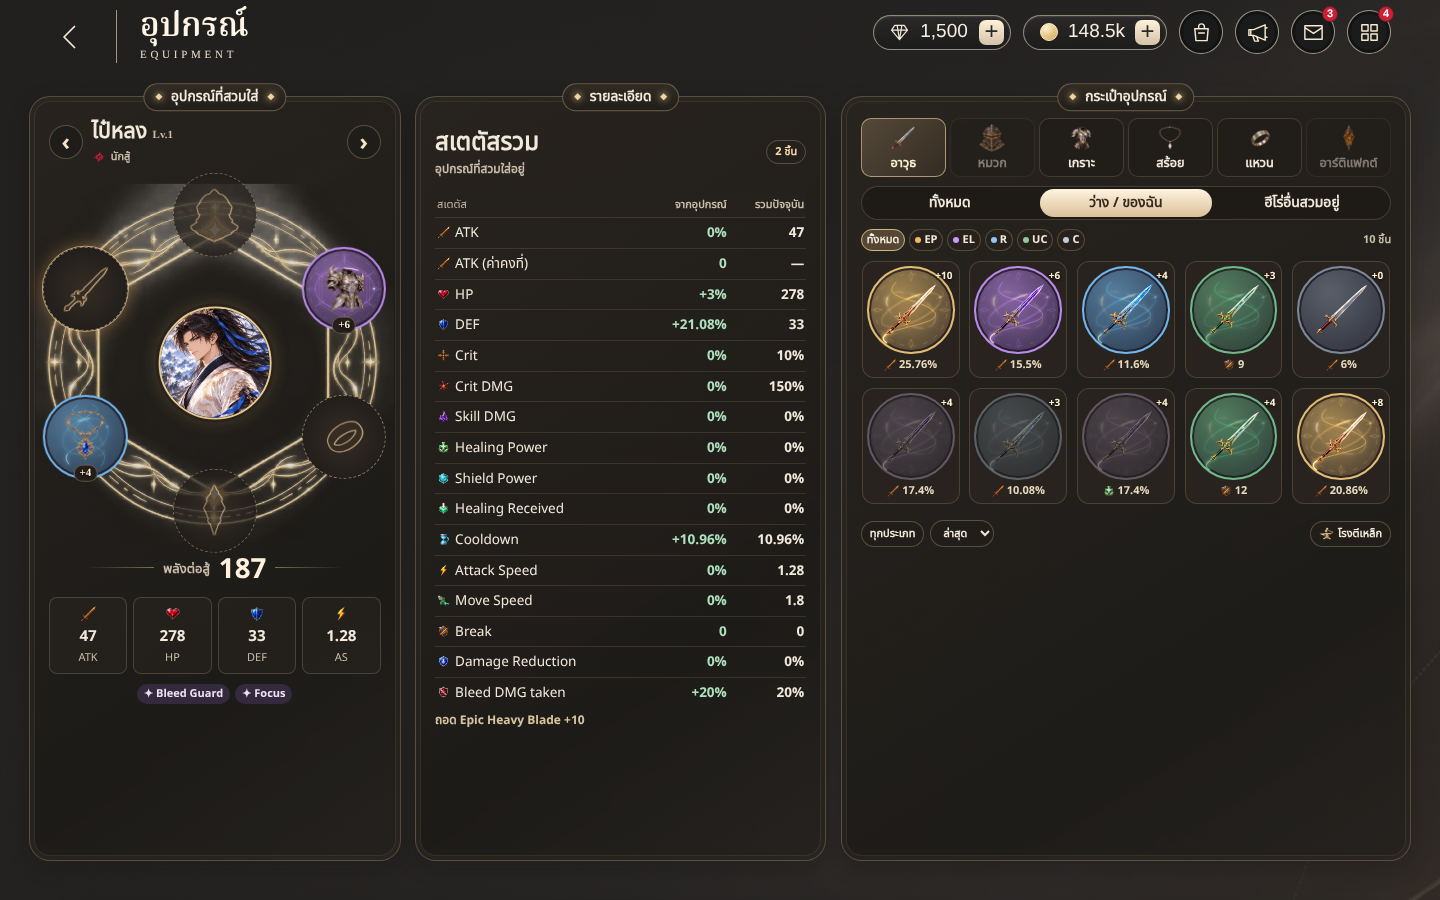 อุปกรณ์
EQUIPMENT
1,500 +
148.5k +
3
4
อุปกรณ์ที่สวมใส่
ไป๋หลง Lv.1
นักสู้
+6
+4
พลังต่อสู้ 187
47 278 33 1.28
ATK HP DEF AS
Bleed Guard Focus
รายละเอียด
สเตตัสรวม
อุปกรณ์ที่สวมใส่อยู่
2 ชิ้น
สเตตัส จากอุปกรณ์ รวมปัจจุบัน
ATK 0% 47
ATK (ค่าคงที่) 0 —
HP +3% 278
DEF +21.08% 33
Crit 0% 10%
Crit DMG 0% 150%
Skill DMG 0% 0%
Healing Power 0% 0%
Shield Power 0% 0%
Healing Received 0% 0%
Cooldown +10.96% 10.96%
Attack Speed 0% 1.28
Move Speed 0% 1.8
Break 0 0
Damage Reduction 0% 0%
Bleed DMG taken +20% 20%
ถอด Epic Heavy Blade +10
กระเป๋าอุปกรณ์
อาวุธ หมวก เกราะ สร้อย แหวน อาร์ติแฟกต์
ทั้งหมด ว่าง / ของฉัน ฮีโร่อื่นสวมอยู่
ทั้งหมด EP EL R UC C 10 ชิ้น
+10 +6 +4 +3 +0
25.76% 15.5% 11.6% 9 6%
+4 +3 +4 +4 +8
17.4% 10.08% 17.4% 12 20.86%
ทุกประเภท ล่าสุด โรงตีเหล็ก